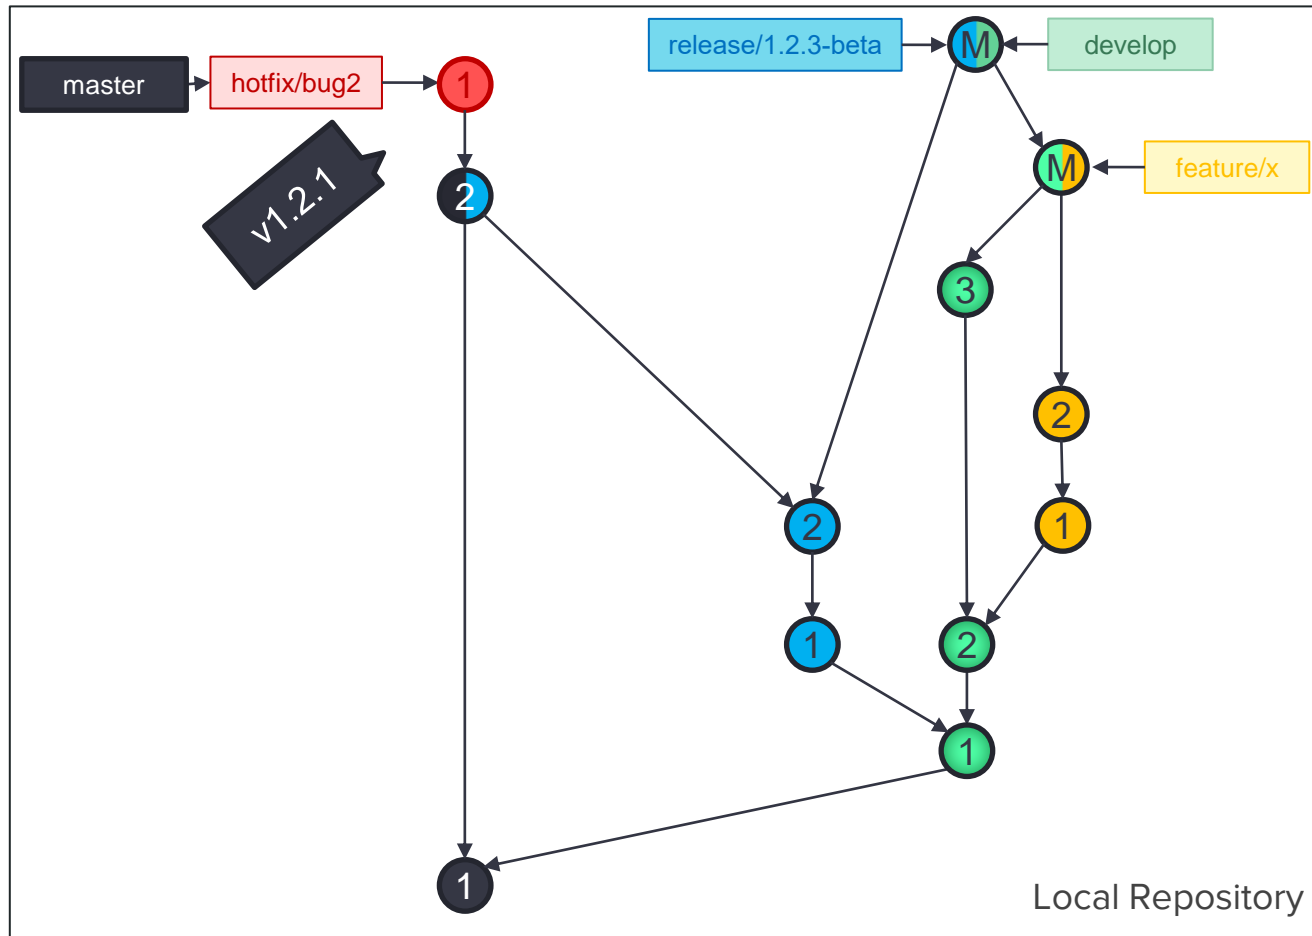 release/1.2.3-beta
M
develop
master
hotfix/bug2
1
v1.2.1
2
M
feature/x
3
2
1
2
1
2
1
1
Local Repository